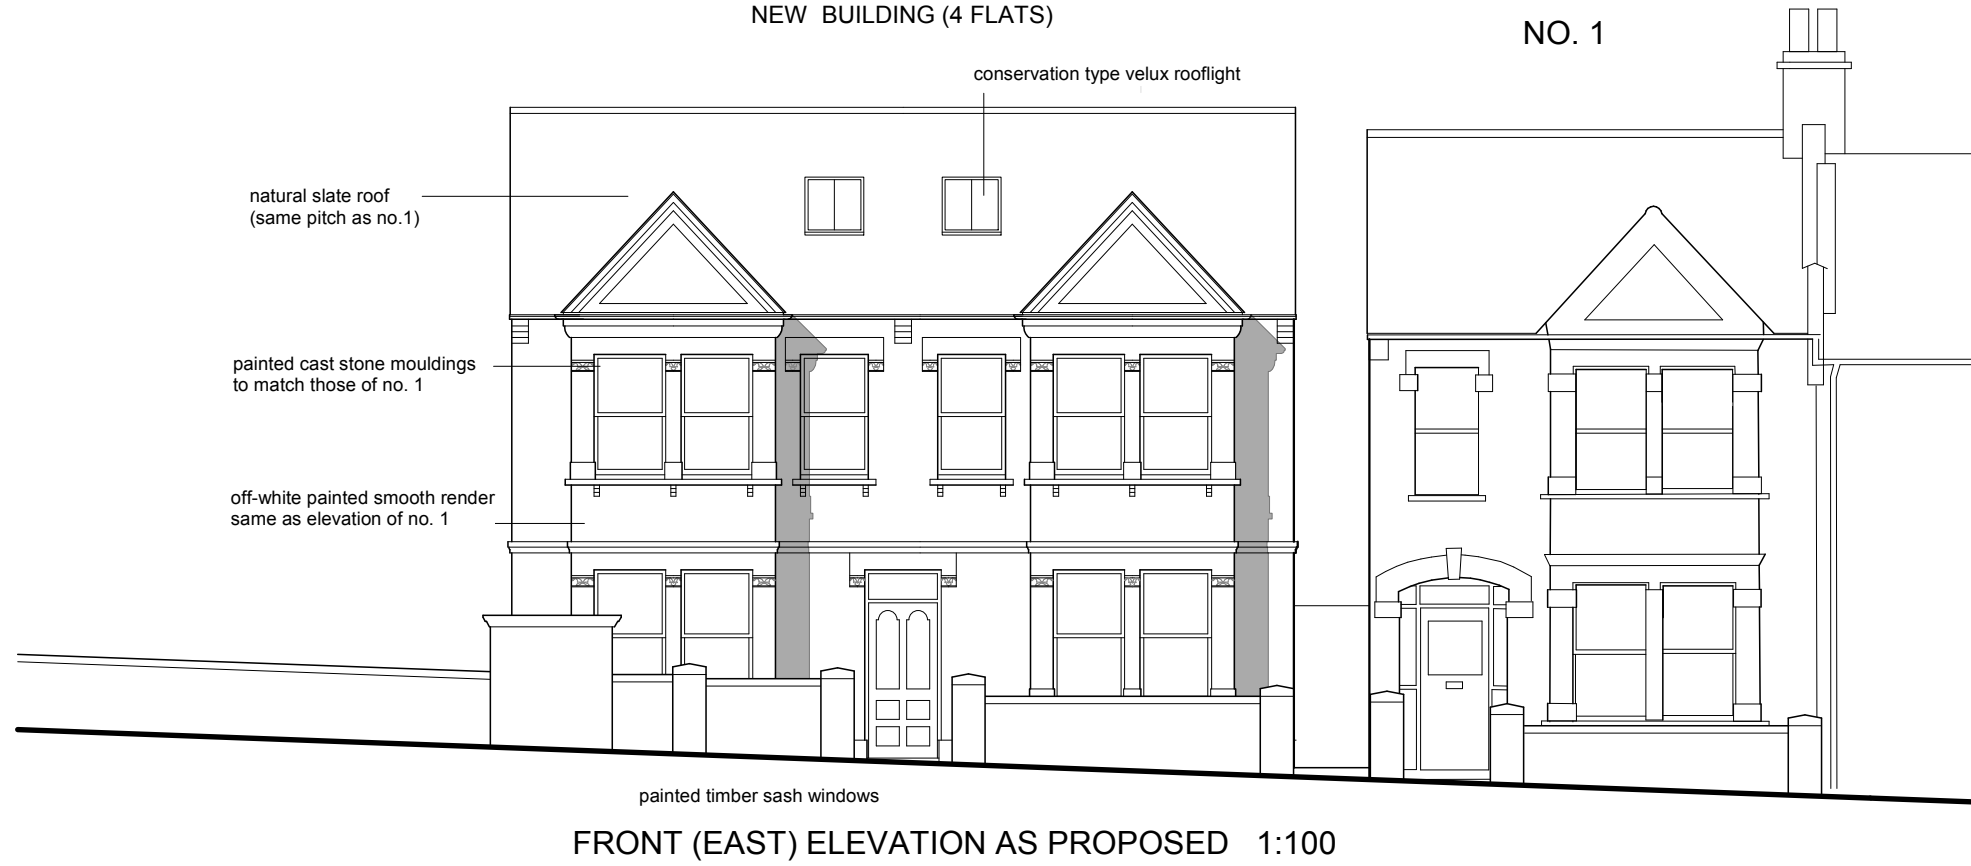 NEW BUILDING (4 FLATS)
NO. 1
conservation type velux rooflight
natural slate roof
(same pitch as no.1)
painted cast stone mouldings
to match those of no. 1
off-white painted smooth render
same as elevation of no. 1
painted timber sash windows
FRONT (EAST) ELEVATION AS PROPOSED 1:100